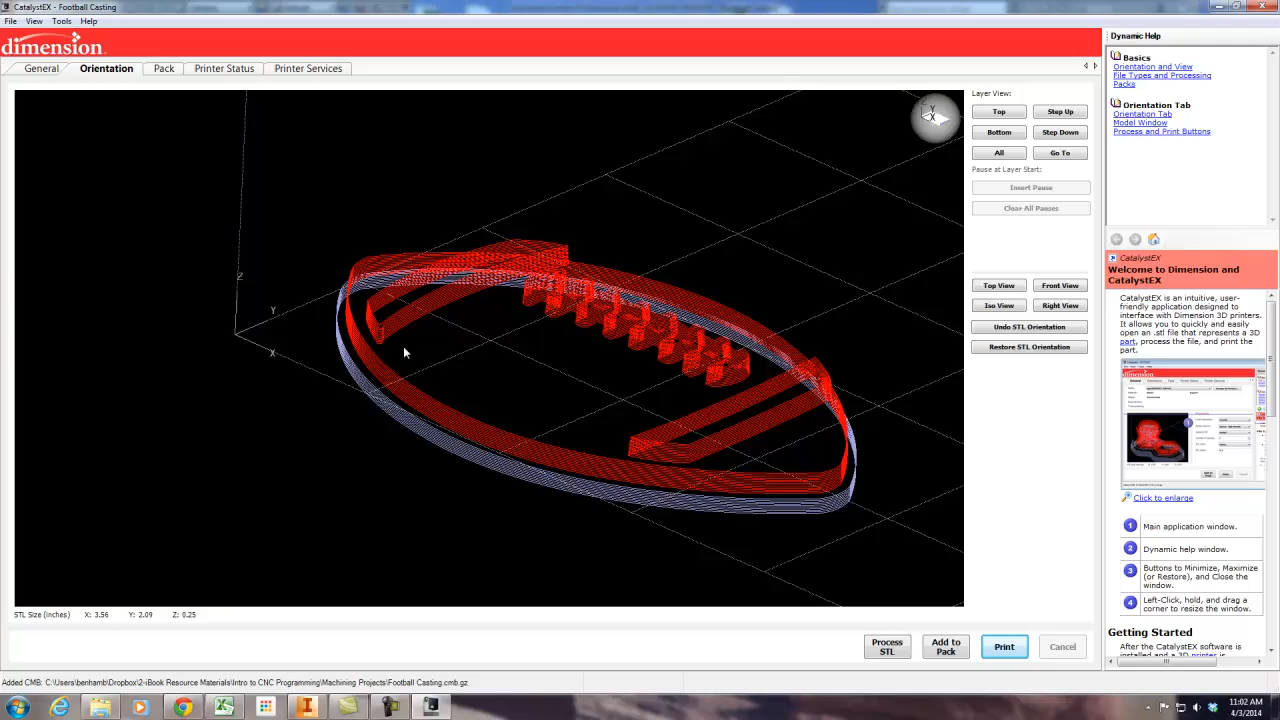 CatalystEX - Football Casting
File View Tools Help
dimension
General Orientation Pack Printer Status Printer Services
Z
Y
X
Y
X
Layer View:
Top Step Up
Bottom Step Down
All Go To
Pause at Layer Start:
Insert Pause
Clear All Pauses
Top View Front View
Iso View Right View
Undo STL Orientation
Restore STL Orientation
STL Size (inches) X: 3.56 Y: 2.09 Z: 0.25
Process STL
Add to Pack
Print
Cancel
Added CMB: C:\Users\benhamb\Dropbox\2-iBook Resource Materials\Intro to CNC Programming\Machining Projects\Football Casting.cmb.gz
Dynamic Help
Basics
Orientation and View
File Types and Processing
Packs
Orientation Tab
Orientation Tab
Model Window
Process and Print Buttons
CatalystEX
Welcome to Dimension and
CatalystEX
CatalystEX is an intuitive, user-
friendly application designed to
interface with Dimension 3D printers.
It allows you to quickly and easily
open an .stl file that represents a 3D
part, process the file, and print the
part.
dimension
Click to enlarge
1 Main application window.
2 Dynamic help window.
3 Buttons to Minimize, Maximize
(or Restore), and Close the
window.
4 Left-Click, hold, and drag a
corner to resize the window.
Getting Started
After the CatalystEX software is
installed and a 3D printer is
11:02 AM
4/3/2014